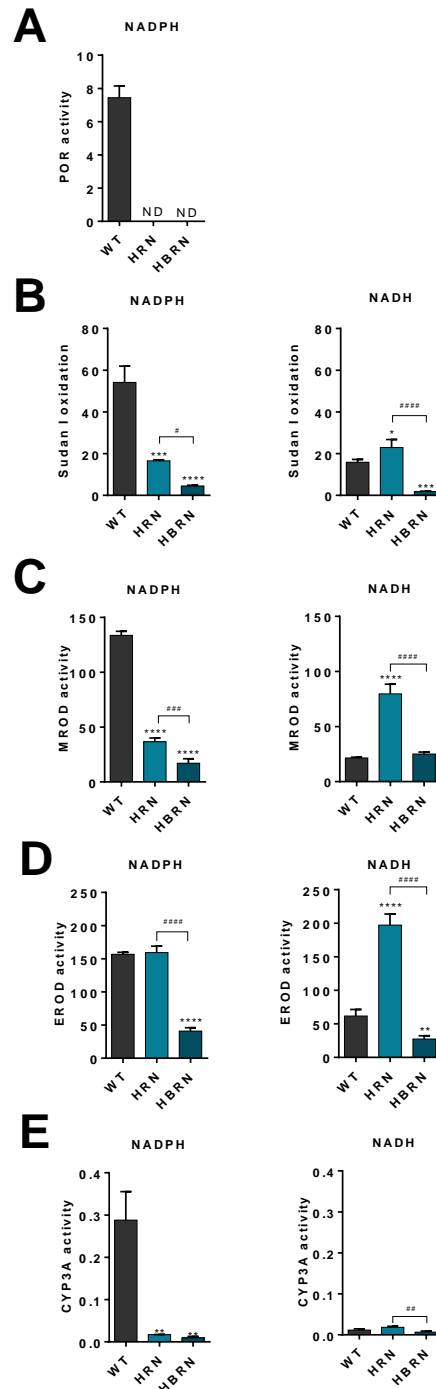 A
NADPH
POR activity
10
8
6
4
2
0
ND ND
WT HRN HBRN
B
NADPH
Sudan I oxidation
80
60
40
20
0
#
***
****
WT HRN HBRN
NADH
Sudan I oxidation
80
60
40
20
0
####
*
***
WT HRN HBRN
C
NADPH
MROD activity
150
100
50
0
###
****
****
WT HRN HBRN
NADH
MROD activity
150
100
50
0
####
****
WT HRN HBRN
D
NADPH
EROD activity
250
200
150
100
50
0
####
****
WT HRN HBRN
NADH
EROD activity
250
200
150
100
50
0
####
****
**
WT HRN HBRN
E
NADPH
CYP3A activity
0.4
0.3
0.2
0.1
0.0
** **
WT HRN HBRN
NADH
CYP3A activity
0.4
0.3
0.2
0.1
0.0
##
WT HRN HBRN